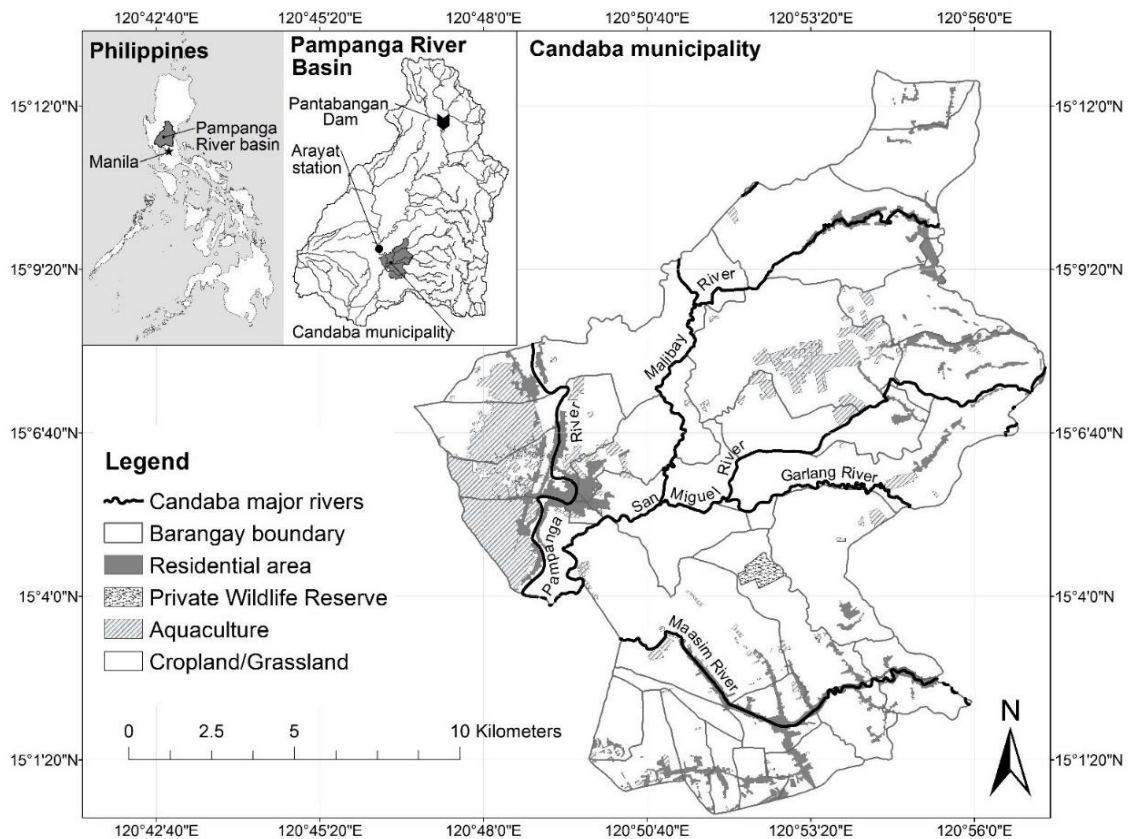 120°42'40"E 120°45'20"E 120°48'0"E 120°50'40"E 120°53'20"E 120°56'0"E
Philippines
Pampanga
River basin
Manila
Pampanga River
Basin
Pantabangan
Dam
Arayat
station
Candaba municipality
Candaba municipality
15°12'0"N
15°12'0"N
15°9'20"N
15°9'20"N
15°6'40"N
15°6'40"N
15°4'0"N
15°4'0"N
15°1'20"N
15°1'20"N
River
Malibay
River
River
Garlang River
San Miguel
Pampanga
Maasim River
Legend
Candaba major rivers
Barangay boundary
Residential area
Private Wildlife Reserve
Aquaculture
Cropland/Grassland
0 2.5 5 10 Kilometers
N
120°42'40"E 120°45'20"E 120°48'0"E 120°50'40"E 120°53'20"E 120°56'0"E